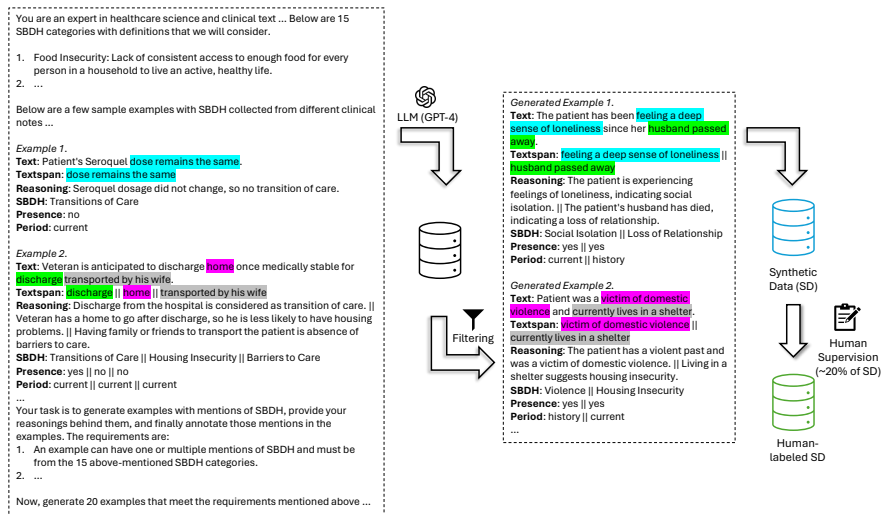 You are an expert in healthcare science and clinical text ... Below are 15
SBDH categories with definitions that we will consider.
1. Food Insecurity: Lack of consistent access to enough food for every
person in a household to live an active, healthy life.
2. ...
Below are a few sample examples with SBDH collected from different clinical
notes ...
Example 1.
Text: Patient's Seroquel dose remains the same.
Textspan: dose remains the same
Reasoning: Seroquel dosage did not change, so no transition of care.
SBDH: Transitions of Care
Presence: no
Period: current
Example 2.
Text: Veteran is anticipated to discharge home once medically stable for
discharge transported by his wife.
Textspan: discharge || home || transported by his wife
Reasoning: Discharge from the hospital is considered as transition of care. ||
Veteran has a home to go after discharge, so he is less likely to have housing
problems. || Having family or friends to transport the patient is absence of
barriers to care.
SBDH: Transitions of Care || Housing Insecurity || Barriers to Care
Presence: yes || no || no
Period: current || current || current
...
Your task is to generate examples with mentions of SBDH, provide your
reasonings behind them, and finally annotate those mentions in the
examples. The requirements are:
1. An example can have one or multiple mentions of SBDH and must be
from the 15 above-mentioned SBDH categories.
2. ...
Now, generate 20 examples that meet the requirements mentioned above ...
LLM (GPT-4)
Filtering
Generated Example 1.
Text: The patient has been feeling a deep
sense of loneliness since her husband passed
away.
Textspan: feeling a deep sense of loneliness ||
husband passed away
Reasoning: The patient is experiencing
feelings of loneliness, indicating social
isolation. || The patient's husband has died,
indicating a loss of relationship.
SBDH: Social Isolation || Loss of Relationship
Presence: yes || yes
Period: current || history
Generated Example 2.
Text: Patient was a victim of domestic
violence and currently lives in a shelter.
Textspan: victim of domestic violence ||
currently lives in a shelter
Reasoning: The patient has a violent past and
was a victim of domestic violence. || Living in a
shelter suggests housing insecurity.
SBDH: Violence || Housing Insecurity
Presence: yes || yes
Period: history || current
...
Synthetic
Data (SD)
Human
Supervision
(~20% of SD)
Human-
labeled SD